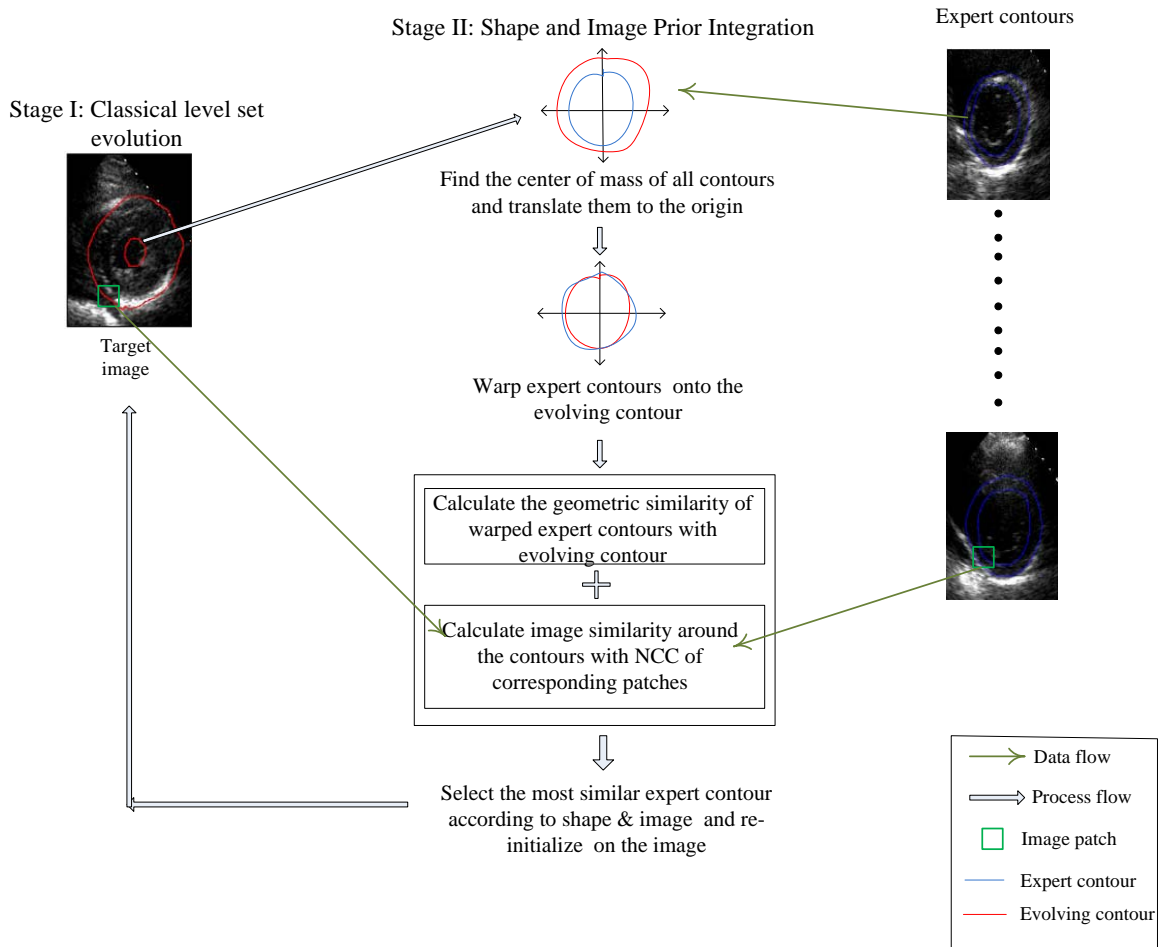 Stage I: Classical level set
evolution
Target
image
Stage II: Shape and Image Prior Integration
Find the center of mass of all contours
and translate them to the origin
Warp expert contours onto the
evolving contour
Calculate the geometric similarity of
warped expert contours with
evolving contour
Calculate image similarity around
the contours with NCC of
corresponding patches
Select the most similar expert contour
according to shape & image and re-
initialize on the image
Expert contours
Data flow
Process flow
Image patch
Expert contour
Evolving contour